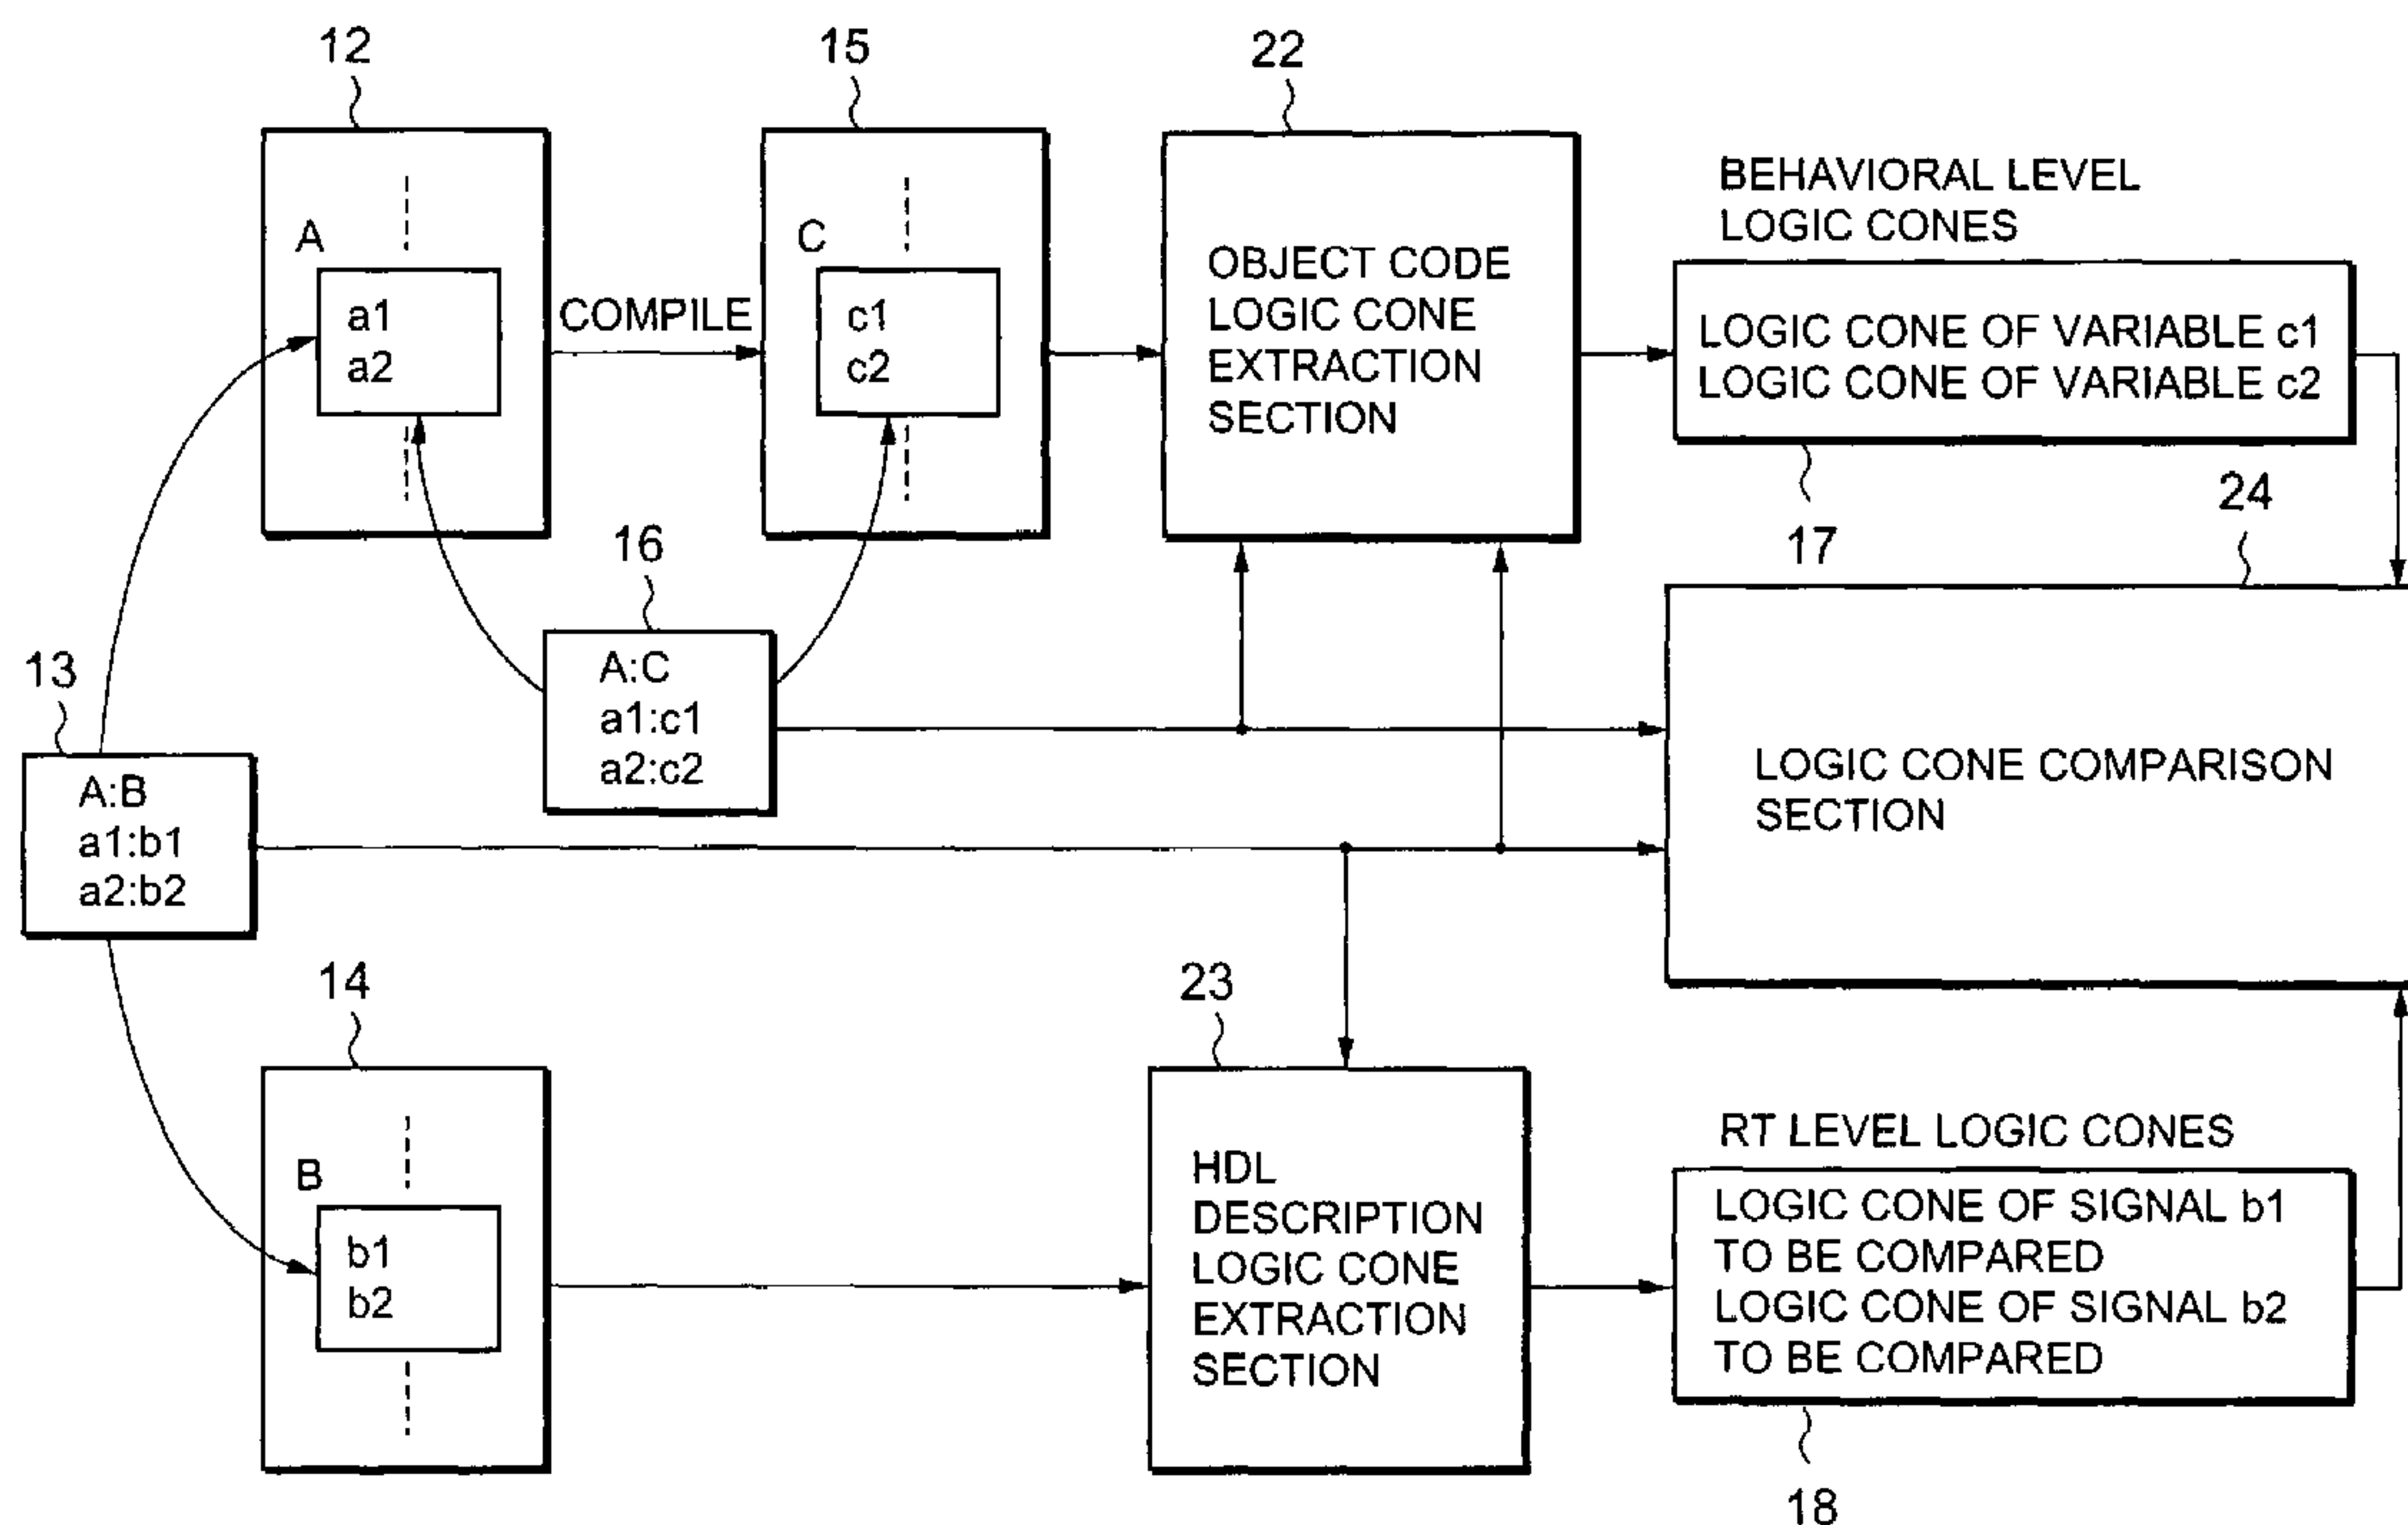 12
15
22
BEHAVIORAL LEVEL
LOGIC CONES
A
a1
a2
COMPILE
C
c1
c2
OBJECT CODE
LOGIC CONE
EXTRACTION
SECTION
LOGIC CONE OF VARIABLE c1
LOGIC CONE OF VARIABLE c2
17
24
16
A:C
a1:c1
a2:c2
13
A:B
a1:b1
a2:b2
LOGIC CONE COMPARISON
SECTION
14
B
b1
b2
23
HDL
DESCRIPTION
LOGIC CONE
EXTRACTION
SECTION
RT LEVEL LOGIC CONES
LOGIC CONE OF SIGNAL b1
TO BE COMPARED
LOGIC CONE OF SIGNAL b2
TO BE COMPARED
18